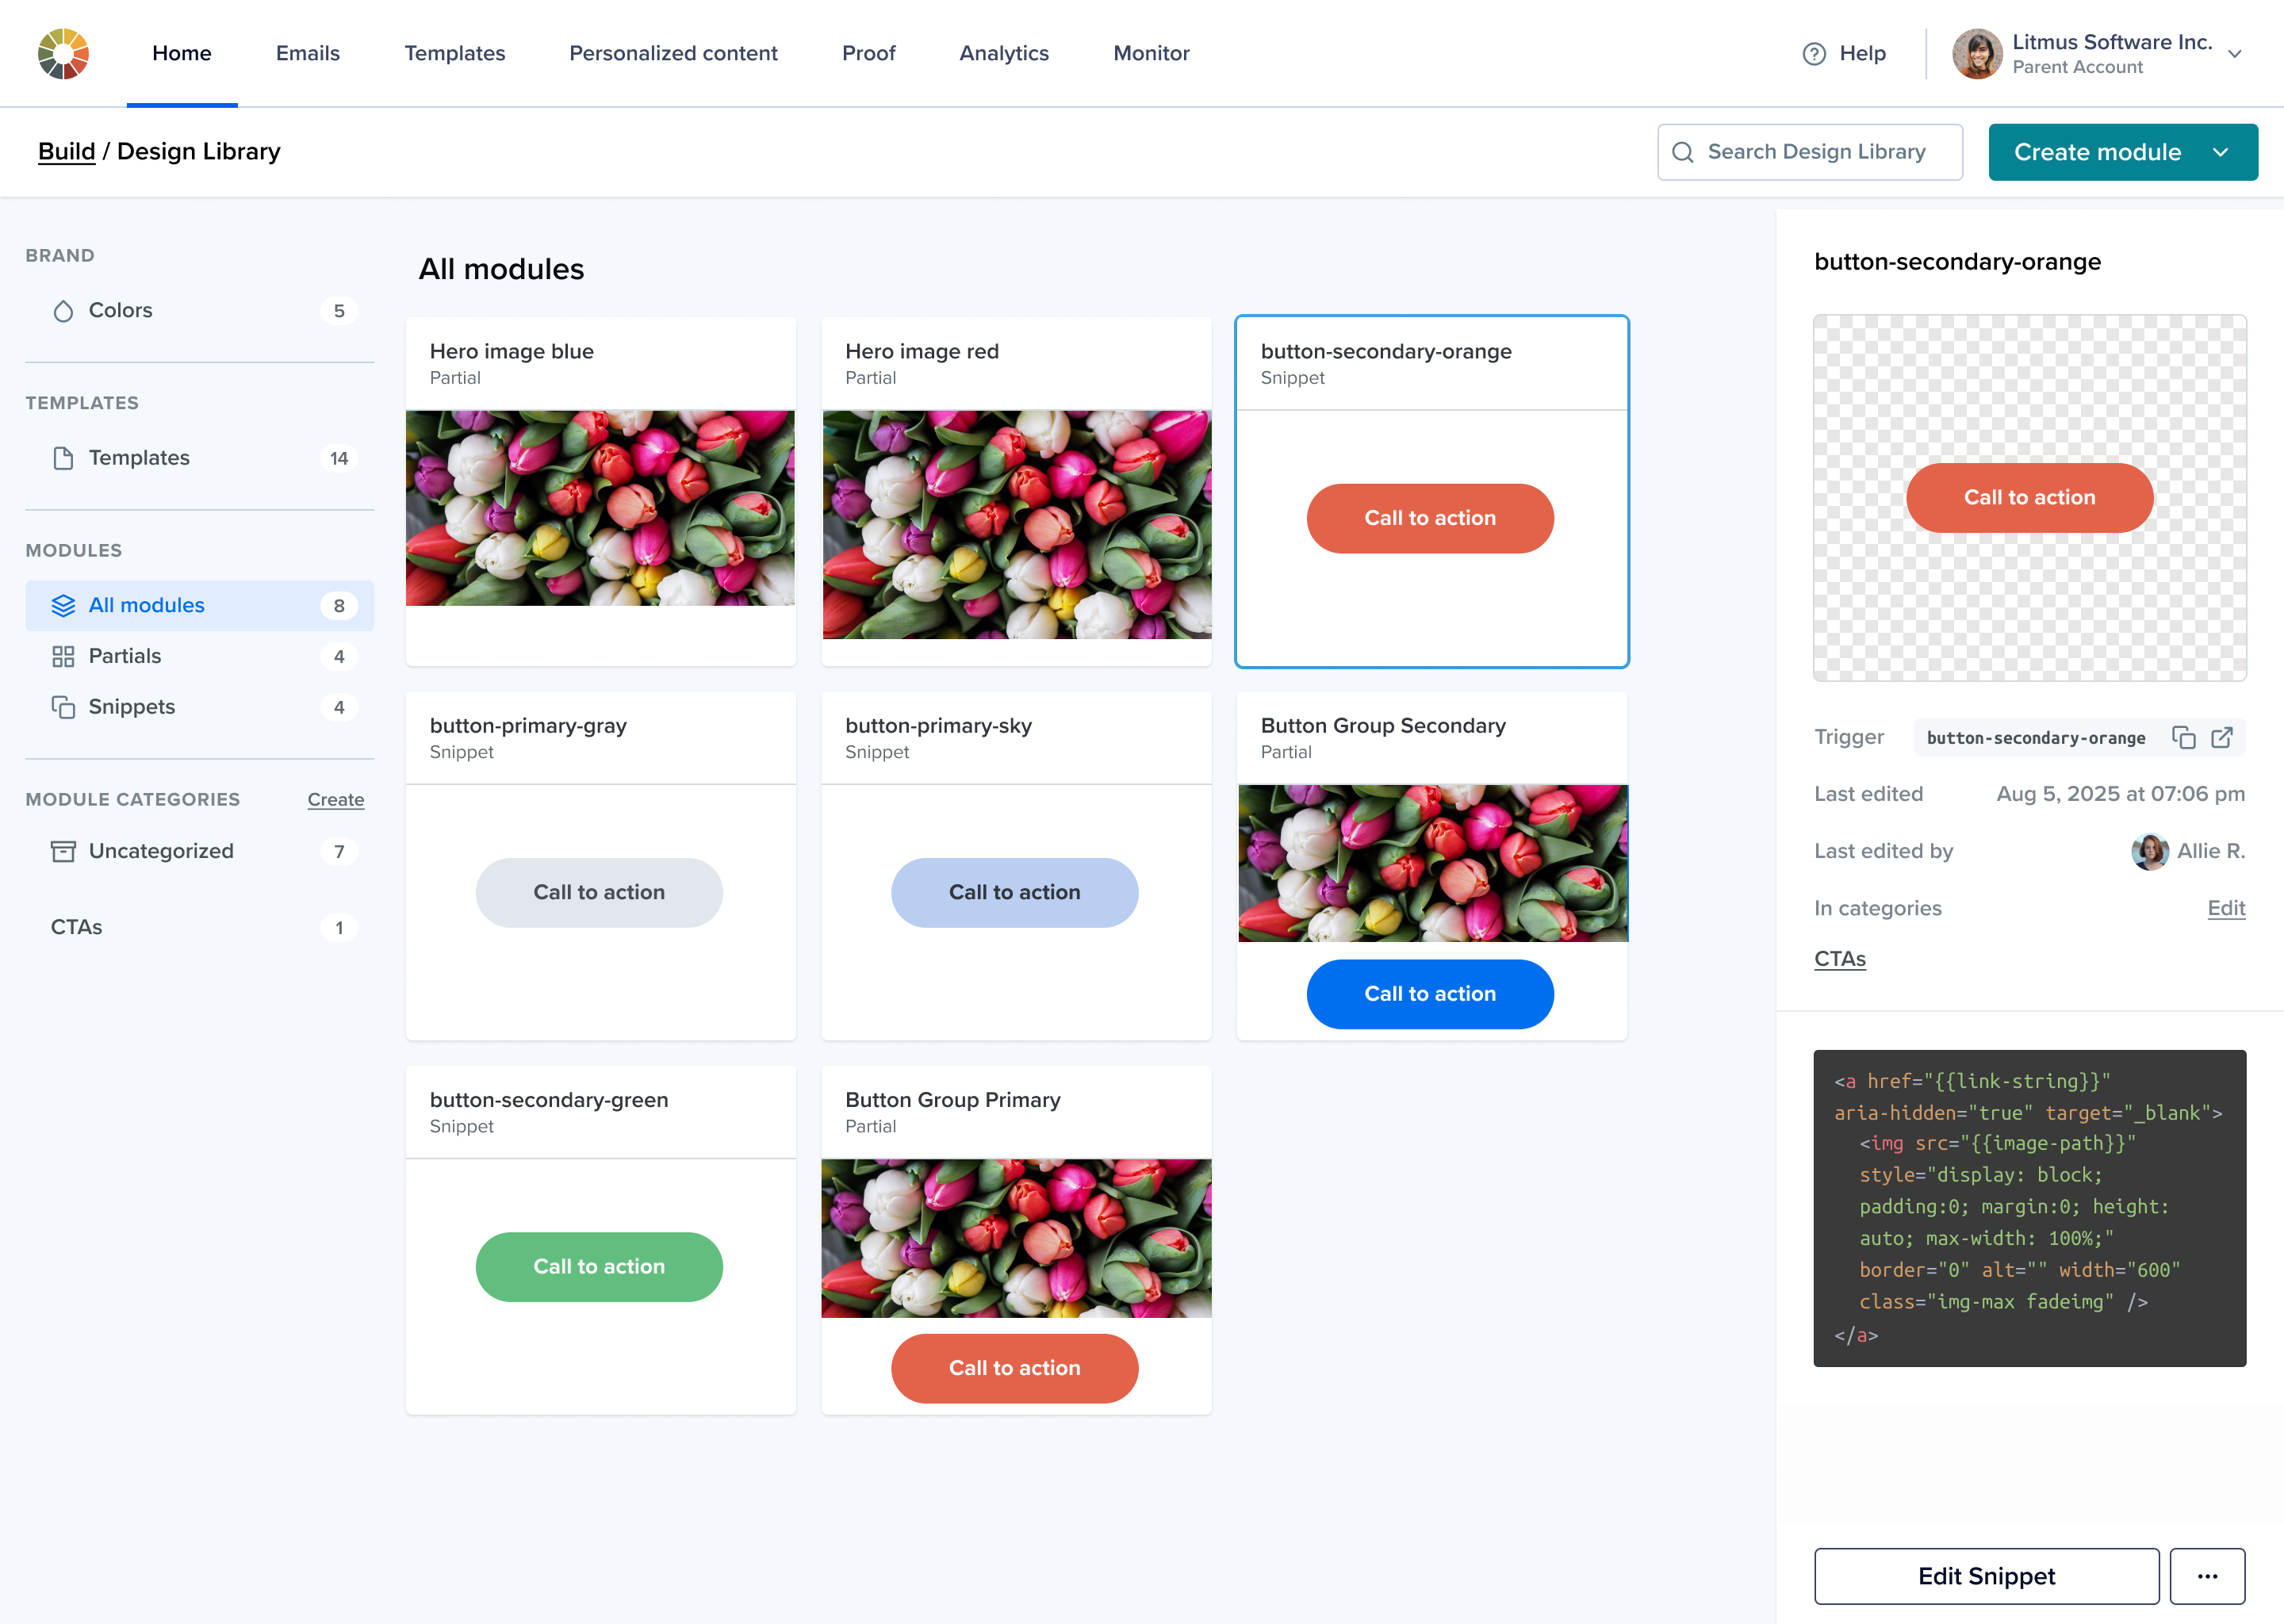 Home
Emails
Templates
Personalized content
Proof
Analytics
Monitor
Help
Litmus Software Inc.
Parent Account
Build / Design Library
Search Design Library
Create module
BRAND
Colors 5
TEMPLATES
Templates 14
MODULES
All modules 8
Partials 4
Snippets 4
MODULE CATEGORIES Create
Uncategorized 7
CTAs 1
All modules
Hero image blue
Partial
Hero image red
Partial
button-secondary-orange
Snippet
Call to action
button-primary-gray
Snippet
Call to action
button-primary-sky
Snippet
Call to action
Button Group Secondary
Partial
Call to action
button-secondary-green
Snippet
Call to action
Button Group Primary
Partial
Call to action
button-secondary-orange
Call to action
Trigger button-secondary-orange
Last edited Aug 5, 2025 at 07:06 pm
Last edited by Allie R.
In categories Edit
CTAs
<a href="{{link-string}}"
aria-hidden="true" target="_blank">
<img src="{{image-path}}"
style="display: block;
padding:0; margin:0; height:
auto; max-width: 100%;"
border="0" alt="" width="600"
class="img-max fadeimg" />
</a>
Edit Snippet
...